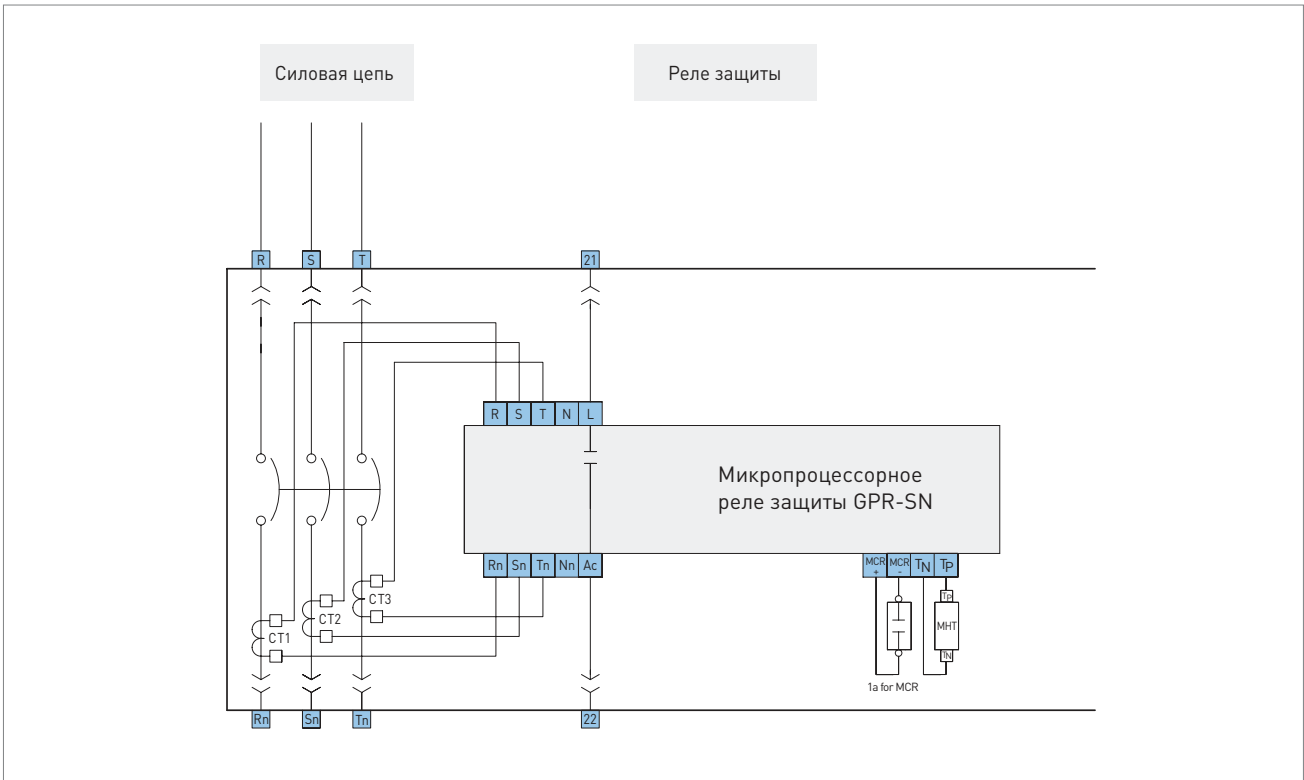 Силовая цепь
Реле защиты
R S T 21
R S T N L
Микропроцессорное
реле защиты GPR-SN
Rn Sn Tn Nn Ac
MCR + MCR - TN TP
TP
MHT
TN
CT3
CT2
CT1
1a for MCR
Rn Sn Tn 22